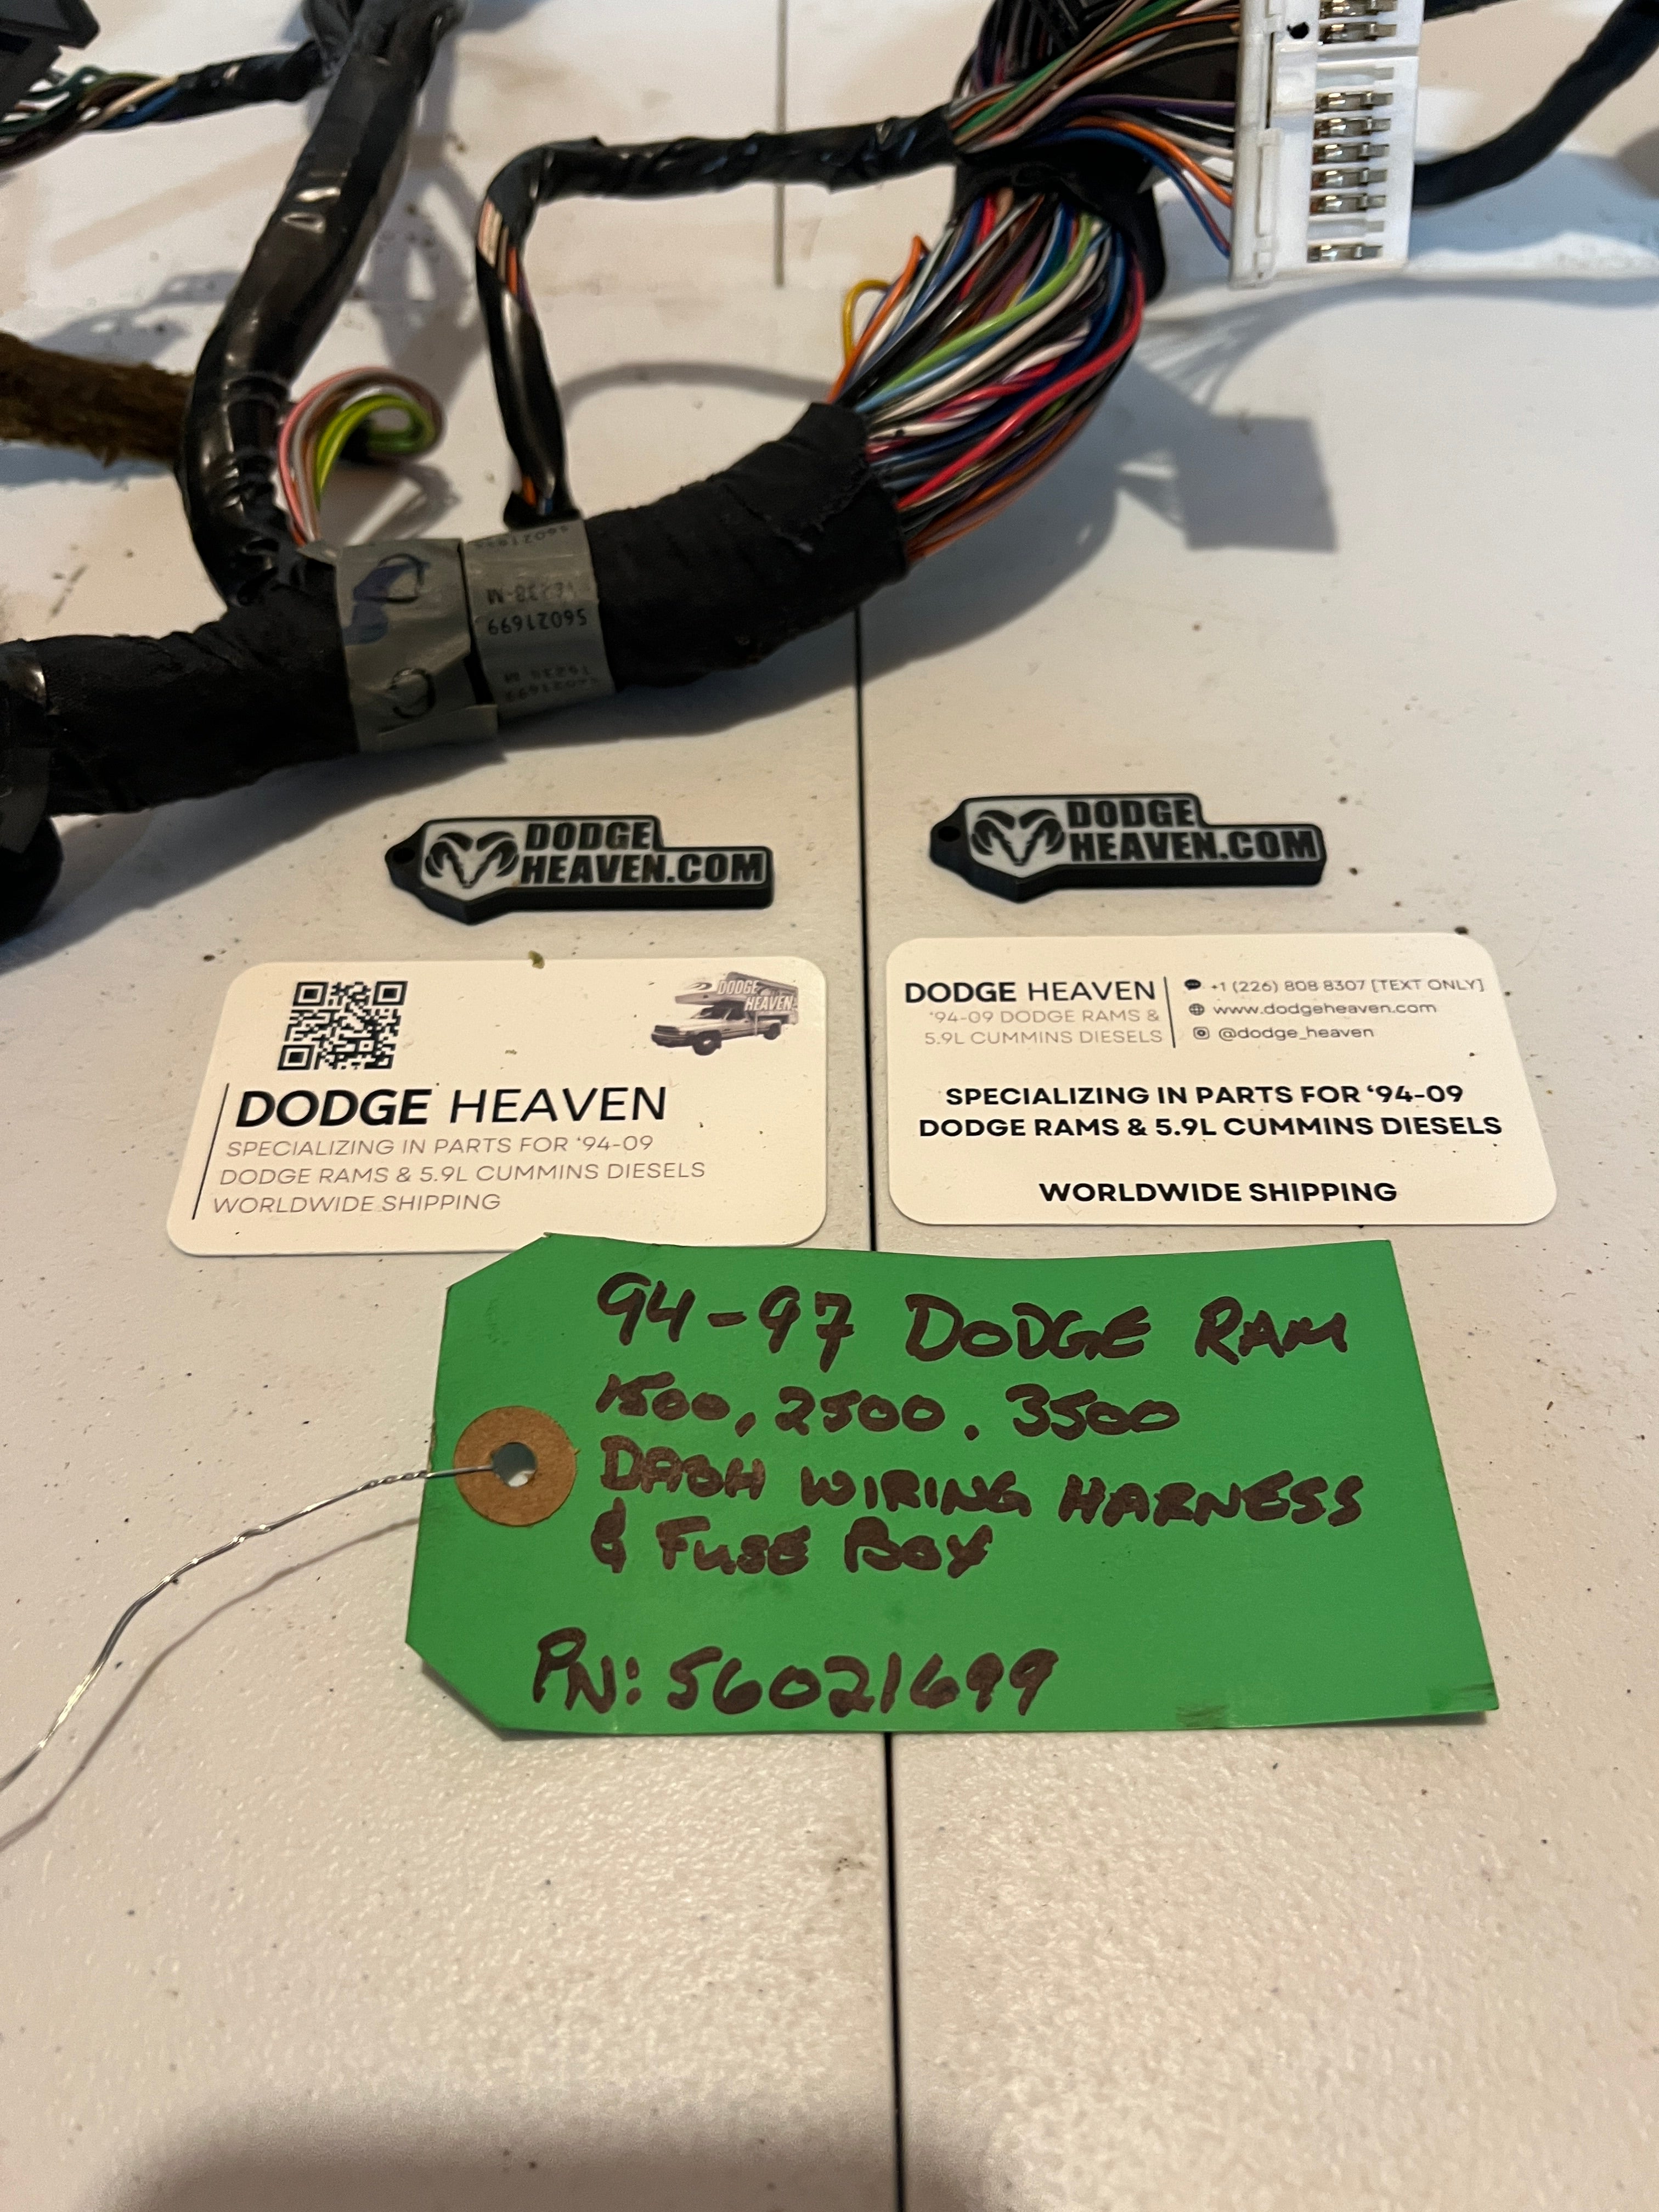 56021699
DODGE
HEAVEN.COM
DODGE
HEAVEN.COM
DODGE
HEAVEN
DODGE HEAVEN
SPECIALIZING IN PARTS FOR ‘94-09
DODGE RAMS & 5.9L CUMMINS DIESELS
WORLDWIDE SHIPPING
DODGE HEAVEN
‘94-09 DODGE RAMS &
5.9L CUMMINS DIESELS
+1 (226) 808 8307 [TEXT ONLY]
www.dodgeheaven.com
@dodge_heaven
SPECIALIZING IN PARTS FOR ‘94-09
DODGE RAMS & 5.9L CUMMINS DIESELS
WORLDWIDE SHIPPING
94-97 DODGE RAM
1500, 2500, 3500
DASH WIRING HARNESS
& FUSE BOX
PN: 56021699